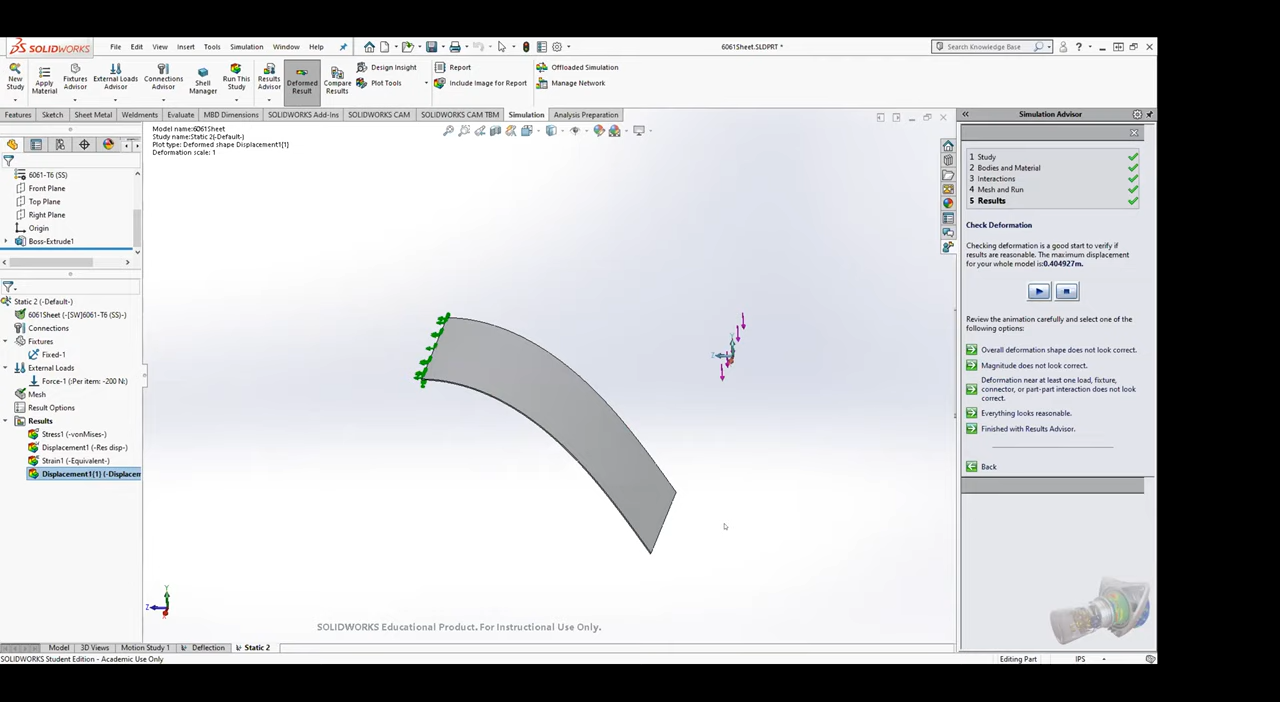 SOLIDWORKS
File Edit View Insert Tools Simulation Window Help
6061Sheet.SLDPRT *
Search Knowledge Base
New Study
Apply Material
Fixtures Advisor
External Loads Advisor
Connections Advisor
Shell Manager
Run This Study
Results Advisor
Deformed Result
Compare Results
Design Insight
Plot Tools
Report
Include Image for Report
Offloaded Simulation
Manage Network
Features Sketch Sheet Metal Weldments Evaluate MBD Dimensions SOLIDWORKS Add-Ins SOLIDWORKS CAM SOLIDWORKS CAM TBM Simulation Analysis Preparation
Model name:6061Sheet
Study name:Static 2(-Default-)
Plot type: Deformed shape Displacement1{1}
Deformation scale: 1
6061-T6 (SS)
Front Plane
Top Plane
Right Plane
Origin
Boss-Extrude1
Static 2 (-Default-)
6061Sheet (-[SW]6061-T6 (SS)-)
Connections
Fixtures
Fixed-1
External Loads
Force-1 (:Per item: -200 N:)
Mesh
Result Options
Results
Stress1 (-vonMises-)
Displacement1 (-Res disp-)
Strain1 (-Equivalent-)
Displacement1{1} (-Displacem
Y
Z
SOLIDWORKS Educational Product. For Instructional Use Only.
Simulation Advisor
1 Study
2 Bodies and Material
3 Interactions
4 Mesh and Run
5 Results
Check Deformation
Checking deformation is a good start to verify if
results are reasonable. The maximum displacement
for your whole model is:0.404927m.
Review the animation carefully and select one of the
following options:
Overall deformation shape does not look correct.
Magnitude does not look correct.
Deformation near at least one load, fixture,
connector, or part-part interaction does not look
correct.
Everything looks reasonable.
Finished with Results Advisor.
Back
Model 3D Views Motion Study 1 Deflection Static 2
SOLIDWORKS Student Edition - Academic Use Only
Editing Part
IPS